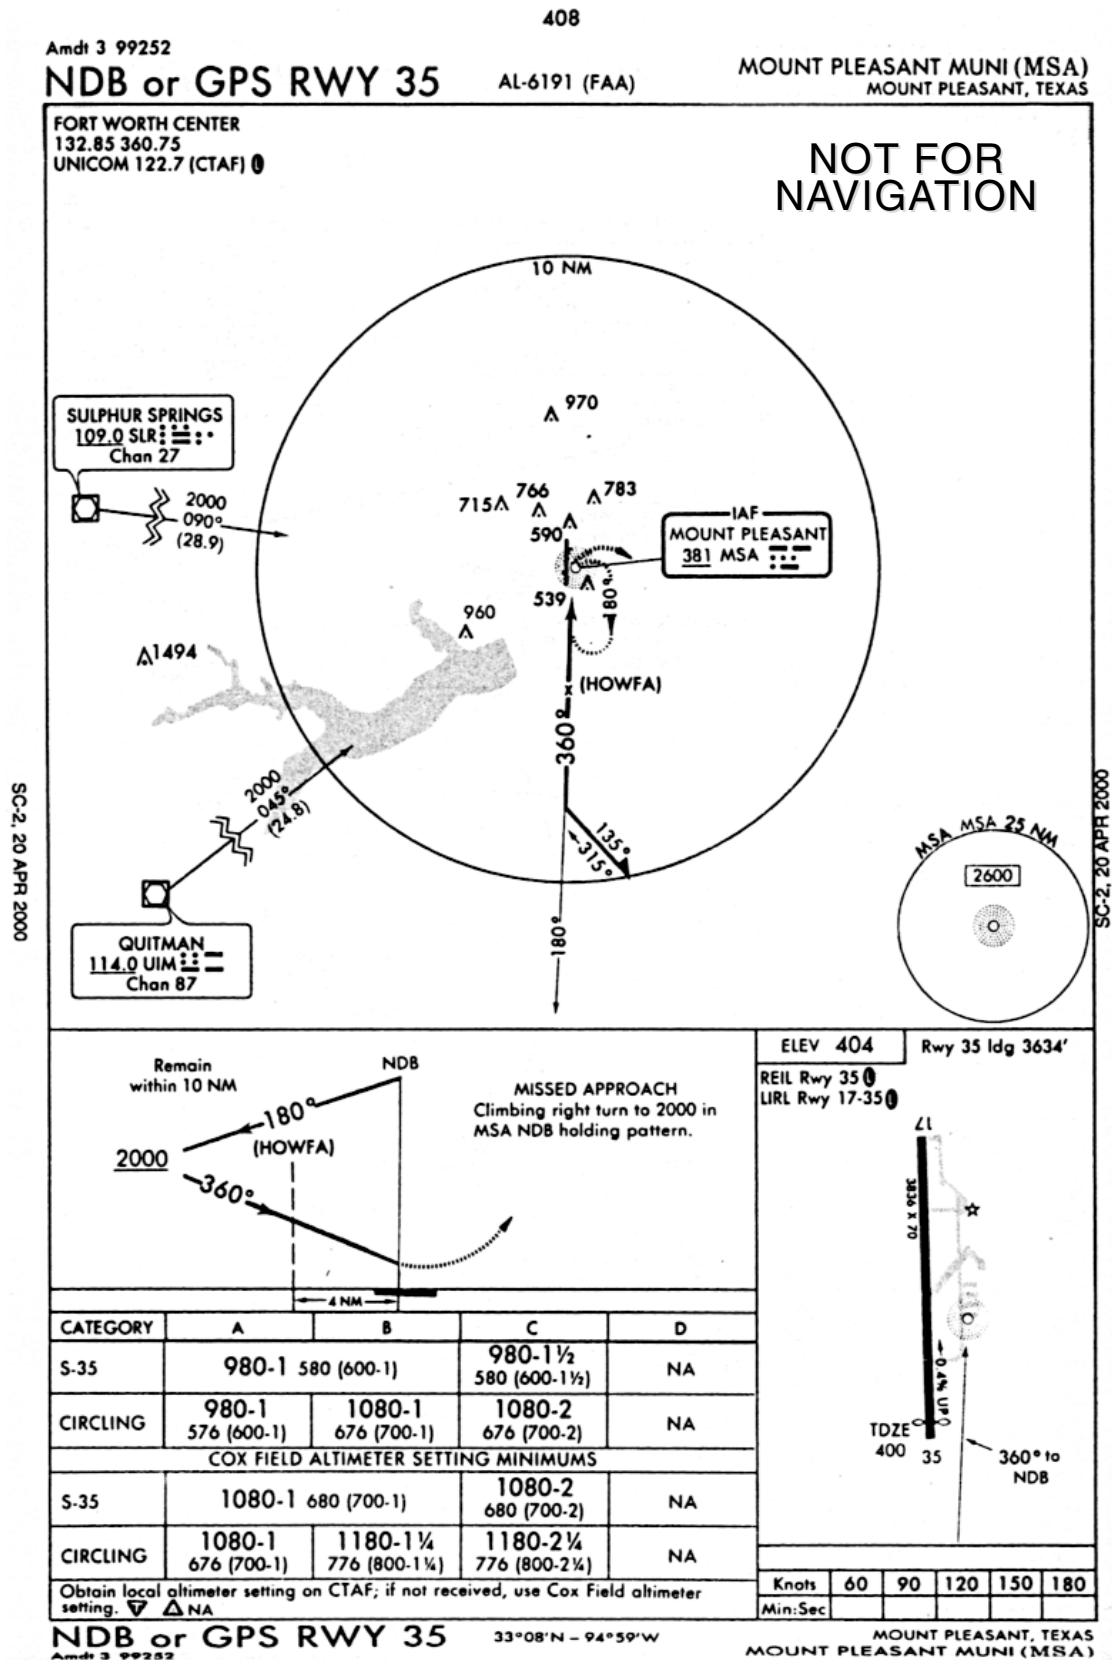 408
Amdt 3 99252
NDB or GPS RWY 35
AL-6191 (FAA)
MOUNT PLEASANT MUNI (MSA)
MOUNT PLEASANT, TEXAS
FORT WORTH CENTER
132.85 360.75
UNICOM 122.7 (CTAF) L
NOT FOR
NAVIGATION
10 NM
970
SULPHUR SPRINGS
109.0 SLR
Chan 27
2000
090°
(28.9)
715
766
783
590
IAF
MOUNT PLEASANT
381 MSA
539
180°
960
1494
(HOWFA)
360°
2000
045°
(24.8)
135°
315°
180°
QUITMAN
114.0 UIM
Chan 87
MSA MSA 25 NM
2600
SC-2, 20 APR 2000
SC-2, 20 APR 2000
Remain
within 10 NM
NDB
180°
(HOWFA)
2000
360°
4 NM
MISSED APPROACH
Climbing right turn to 2000 in
MSA NDB holding pattern.
ELEV 404
Rwy 35 ldg 3634'
REIL Rwy 35 L
LIRL Rwy 17-35 L
17
3836 X 70
0.4% UP
TDZE
400
35
360° to
NDB
CATEGORY A B C D
S-35 980-1 580 (600-1) 980-1½ 580 (600-1½) NA
CIRCLING 980-1 576 (600-1) 1080-1 676 (700-1) 1080-2 676 (700-2) NA
COX FIELD ALTIMETER SETTING MINIMUMS
S-35 1080-1 680 (700-1) 1080-2 680 (700-2) NA
CIRCLING 1080-1 676 (700-1) 1180-1¼ 776 (800-1¼) 1180-2¼ 776 (800-2¼) NA
Obtain local altimeter setting on CTAF; if not received, use Cox Field altimeter
setting. T A NA
Knots 60 90 120 150 180
Min:Sec
NDB or GPS RWY 35
Amdt 3 99252
33°08'N – 94°59'W
MOUNT PLEASANT, TEXAS
MOUNT PLEASANT MUNI (MSA)